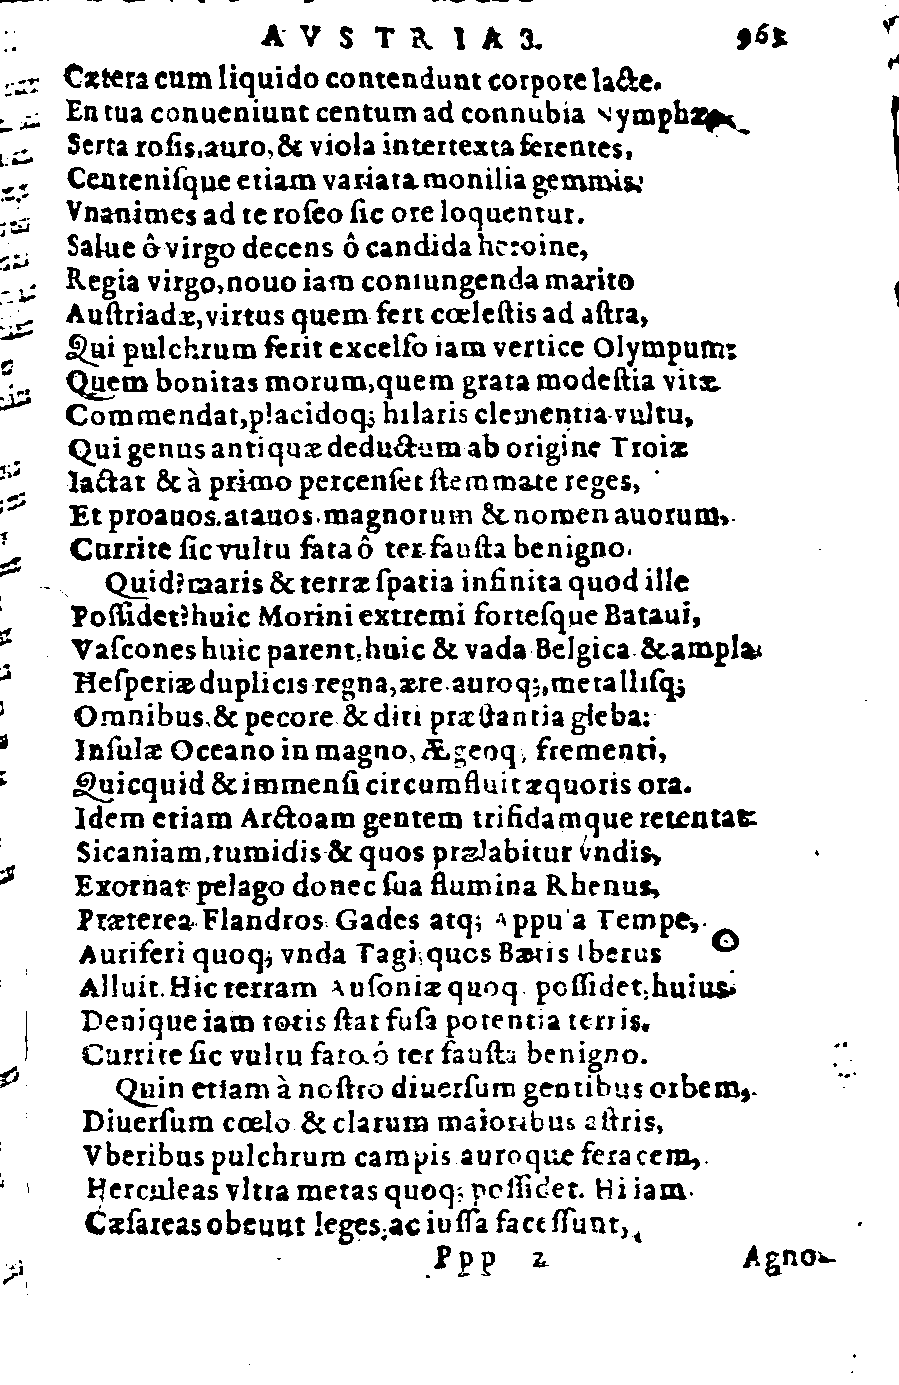 AVSTRIAS. 963
Cætera cum liquido contendunt corpore lacte.
En tua conueniunt centum ad connubia Nymphæ,
Serta rosis, auro, & viola intertexta ferentes,
Centenisque etiam variata monilia gemmis;
Vnanimes ad te roseo sic ore loquentur.
Salue ô virgo decens ô candida heroine,
Regia virgo, nouo iam coniungenda marito
Austriadæ, virtus quem fert cœlestis ad astra,
Qui pulchrum ferit excelso iam vertice Olympum:
Quem bonitas morum, quem grata modestia vitæ
Commendat, placidoq; hilaris clementia vultu,
Qui genus antiquæ deductum ab origine Troiæ
Iactat & à primo percenset stemmate reges,
Et proauos, atauos, magnorum & nomen auorum,
Currite sic vultu fata ô ter fausta benigno.
Quid? maris & terræ spatia infinita quod ille
Possidet? huic Morini extremi fortesque Bataui,
Vascones huic parent, huic & vada Belgica & ampla
Hesperiæ duplicis regna, ære auroq;, metallisq;
Omnibus, & pecore & diti præstantia gleba:
Insulæ Oceano in magno, Ægeoq, frementi,
Quicquid & immensi circumfluit æquoris ora.
Idem etiam Arctoam gentem trifidamque retentat
Sicaniam, tumidis & quos prælabitur vndis,
Exornat pelago donec sua flumina Rhenus,
Præterea Flandros Gades atq; Appula Tempe,
Auriferi quoq; vnda Tagi, quos Bætis Iberus
Alluit. Hic terram Ausoniæ quoq possidet, huius
Denique iam totis stat fusa potentia terris.
Currite sic vultu fata ó ter fausta benigno.
Quin etiam à nostro diuersum gentibus orbem,
Diuersum cœlo & clarum maioribus astris,
Vberibus pulchrum campis auroque feracem,
Herculeas vltra metas quoq; possidet. Hi iam
Cæsareas obeunt leges, ac iussa facessunt,
Ppp 2 Agno-